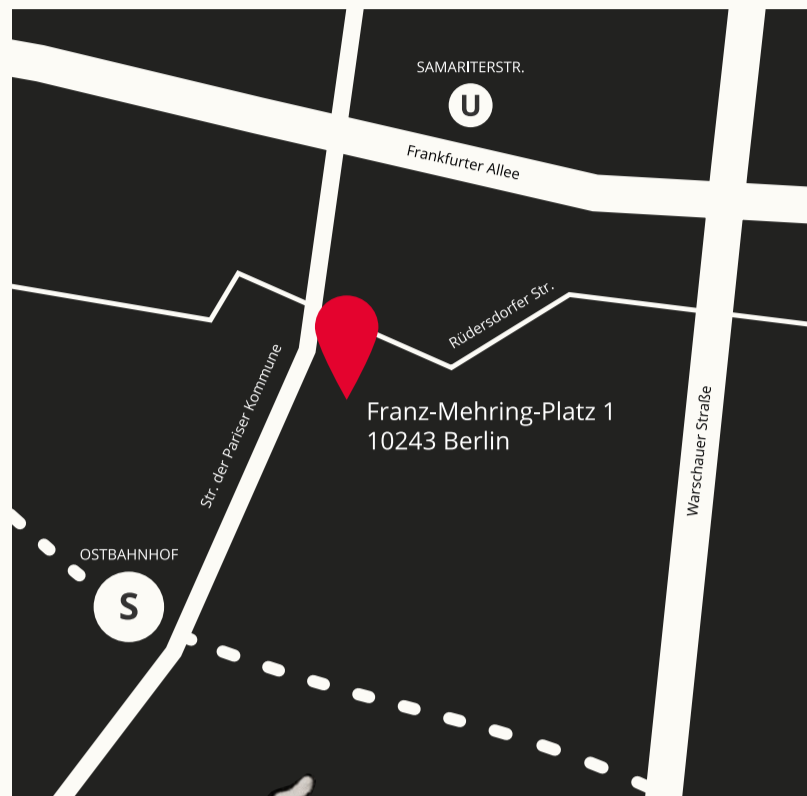 SAMARITERSTR.
U
Frankfurter Allee
Rüdersdorfer Str.
Str. der Pariser Kommune
Franz-Mehring-Platz 1
10243 Berlin
Warschauer Straße
OSTBAHNHOF
S